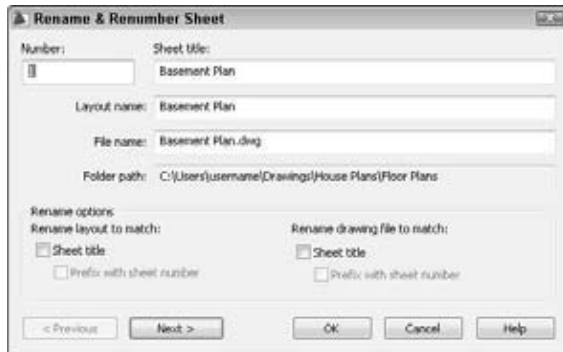 Rename & Renumber Sheet
Number: Sheet title:
Basement Plan
Layout name: Basement Plan
File name: Basement Plan.dwg
Folder path: C:\Users\username\Drawings\House Plans\Floor Plans
Rename options
Rename layout to match: Rename drawing file to match:
Sheet title Sheet title
Prefix with sheet number Prefix with sheet number
< Previous Next > OK Cancel Help